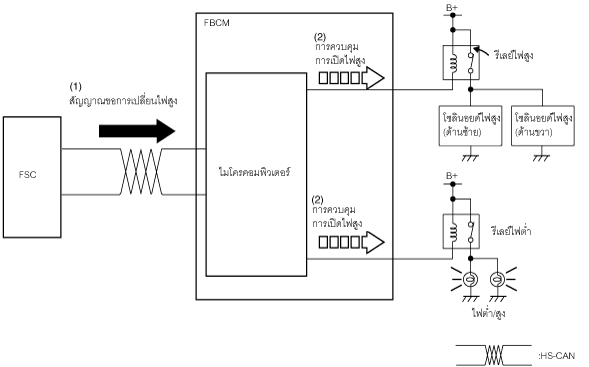 FBCM
B+
(2)
การควบคุม
การเปิดไฟสูง
รีเลย์ไฟสูง
(1)
สัญญาณขอการเปลี่ยนไฟสูง
โซลินอยด์ไฟสูง
(ด้านซ้าย)
โซลินอยด์ไฟสูง
(ด้านขวา)
FSC
ไมโครคอมพิวเตอร์
B+
(2)
การควบคุม
การเปิดไฟสูง
รีเลย์ไฟต่ำ
ไฟต่ำ/สูง
:HS-CAN